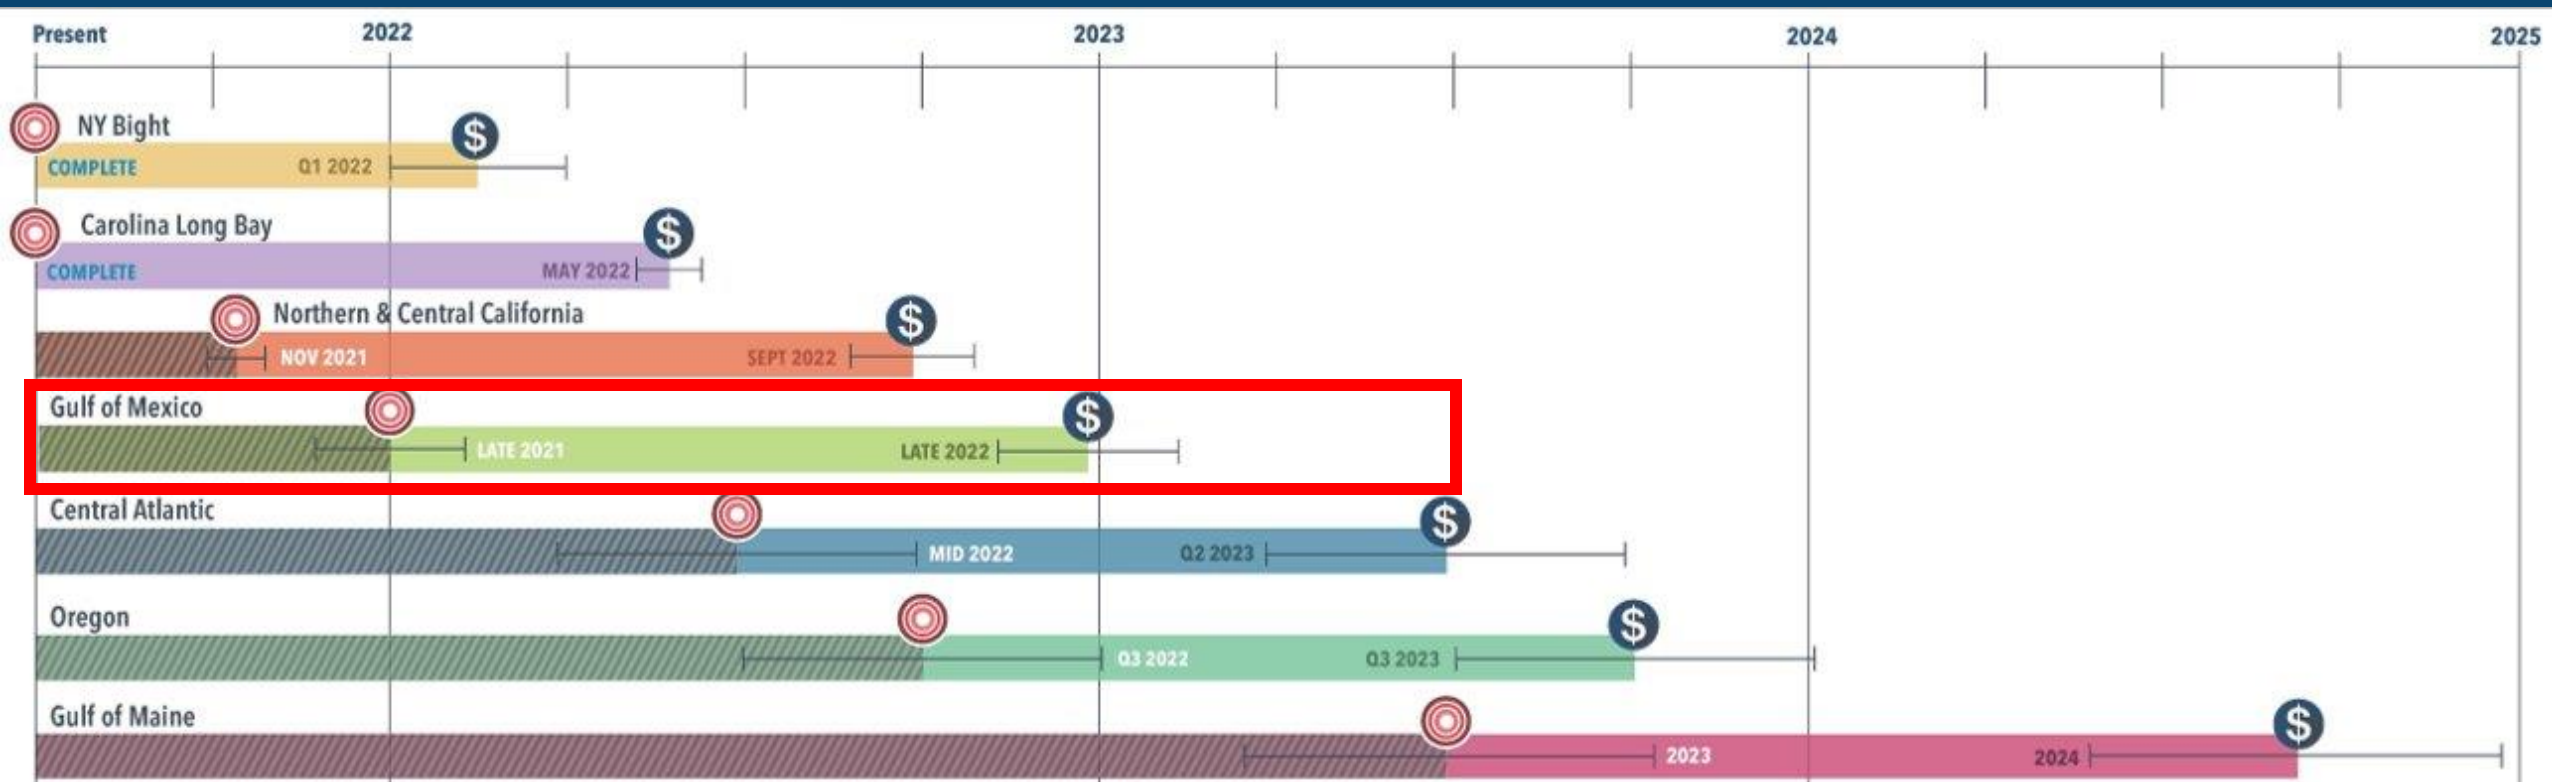 Present 2022 2023 2024 2025
NY Bight
$
COMPLETE Q1 2022
Carolina Long Bay
$
COMPLETE MAY 2022
Northern & Central California
$
NOV 2021 SEPT 2022
Gulf of Mexico
$
LATE 2021 LATE 2022
Central Atlantic
$
MID 2022 Q2 2023
Oregon
$
Q3 2022 Q3 2023
Gulf of Maine
$
2023 2024